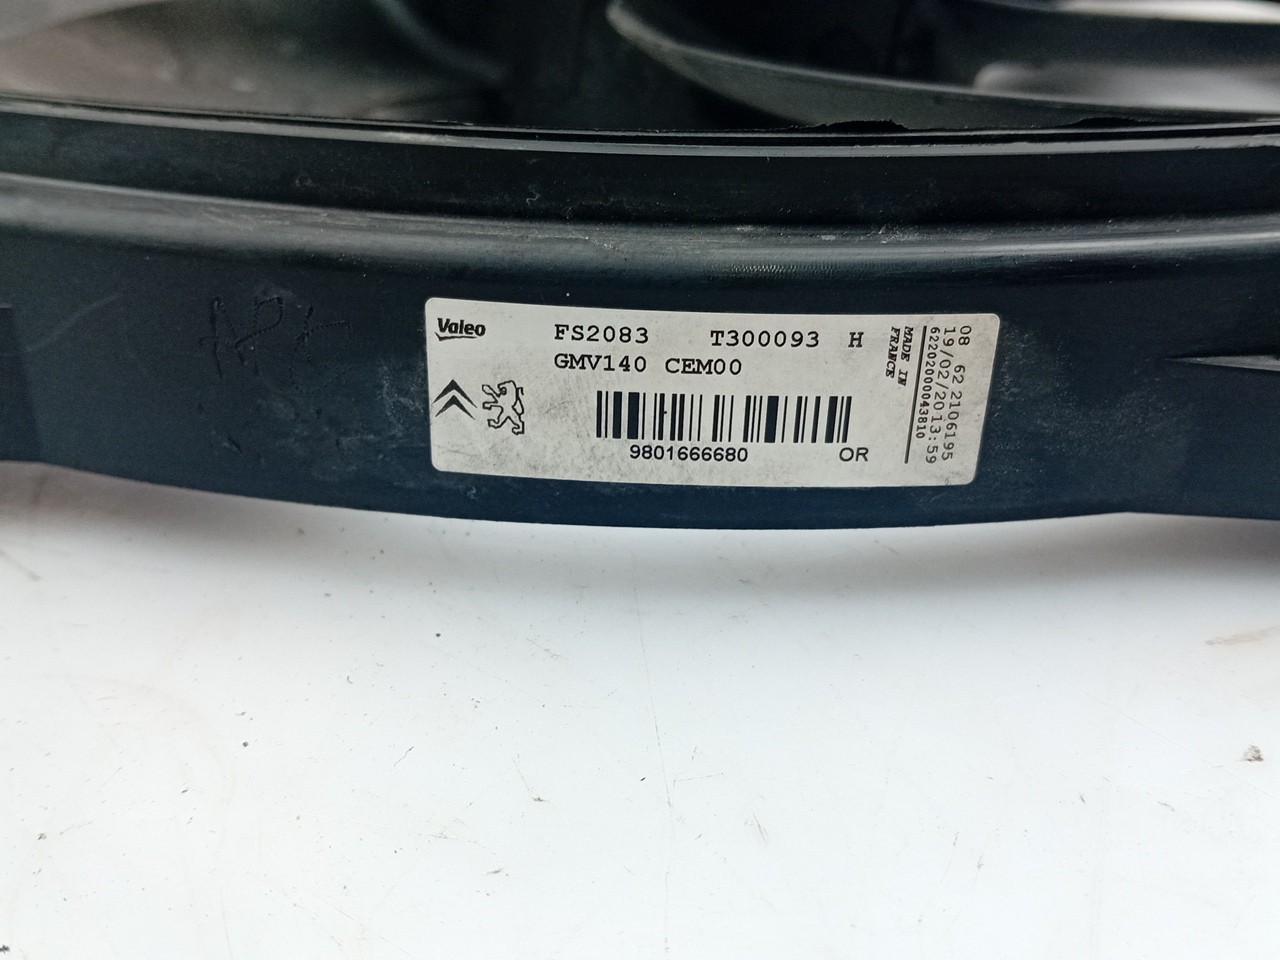 Valeo
FS2083 T300093 H
GMV140 CEM00
9801666680 OR
MADE IN
FRANCE
08 62 2106195
19/02/2013:59
62202000043810